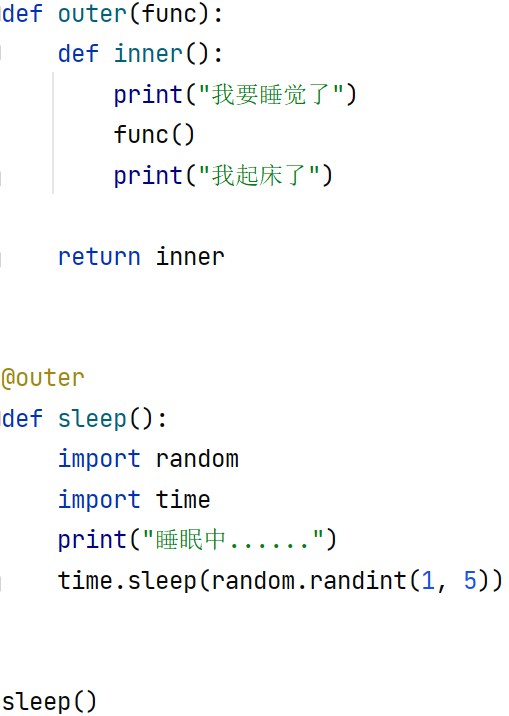 def outer(func):
    def inner():
        print("我要睡觉了")
        func()
        print("我起床了")
    return inner
@outer
def sleep():
    import random
    import time
    print("睡眠中......")
    time.sleep(random.randint(1, 5))
sleep()